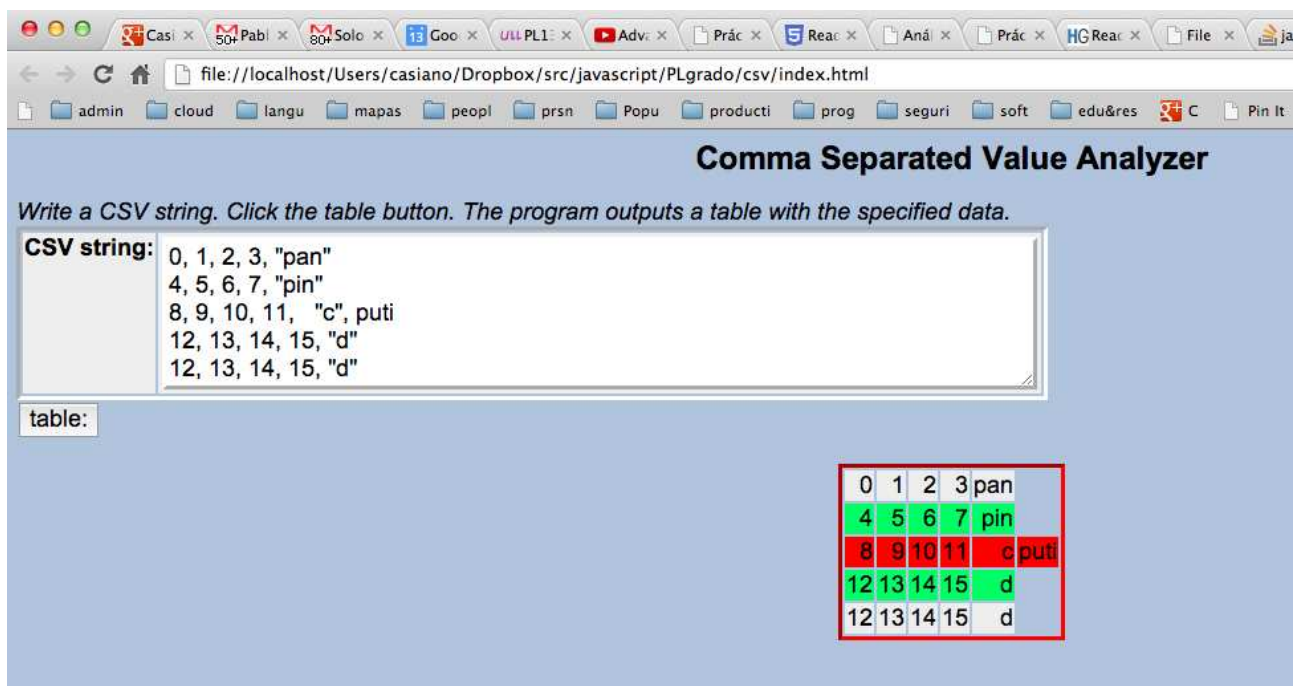 Casi 50+ Pabl 80+ Solo 13 Goo ULL PL1: Adv Prác Reac Anál Prác HG Reac File ja
file://localhost/Users/casiano/Dropbox/src/javascript/PLgrado/csv/index.html
admin cloud langu mapas peopl prsn Popu producti prog seguri soft edu&res C Pin It
Comma Separated Value Analyzer
Write a CSV string. Click the table button. The program outputs a table with the specified data.
CSV string:
0, 1, 2, 3, "pan"
4, 5, 6, 7, "pin"
8, 9, 10, 11, "c", puti
12, 13, 14, 15, "d"
12, 13, 14, 15, "d"
table:
0 1 2 3 pan
4 5 6 7 pin
8 9 10 11 c puti
12 13 14 15 d
12 13 14 15 d